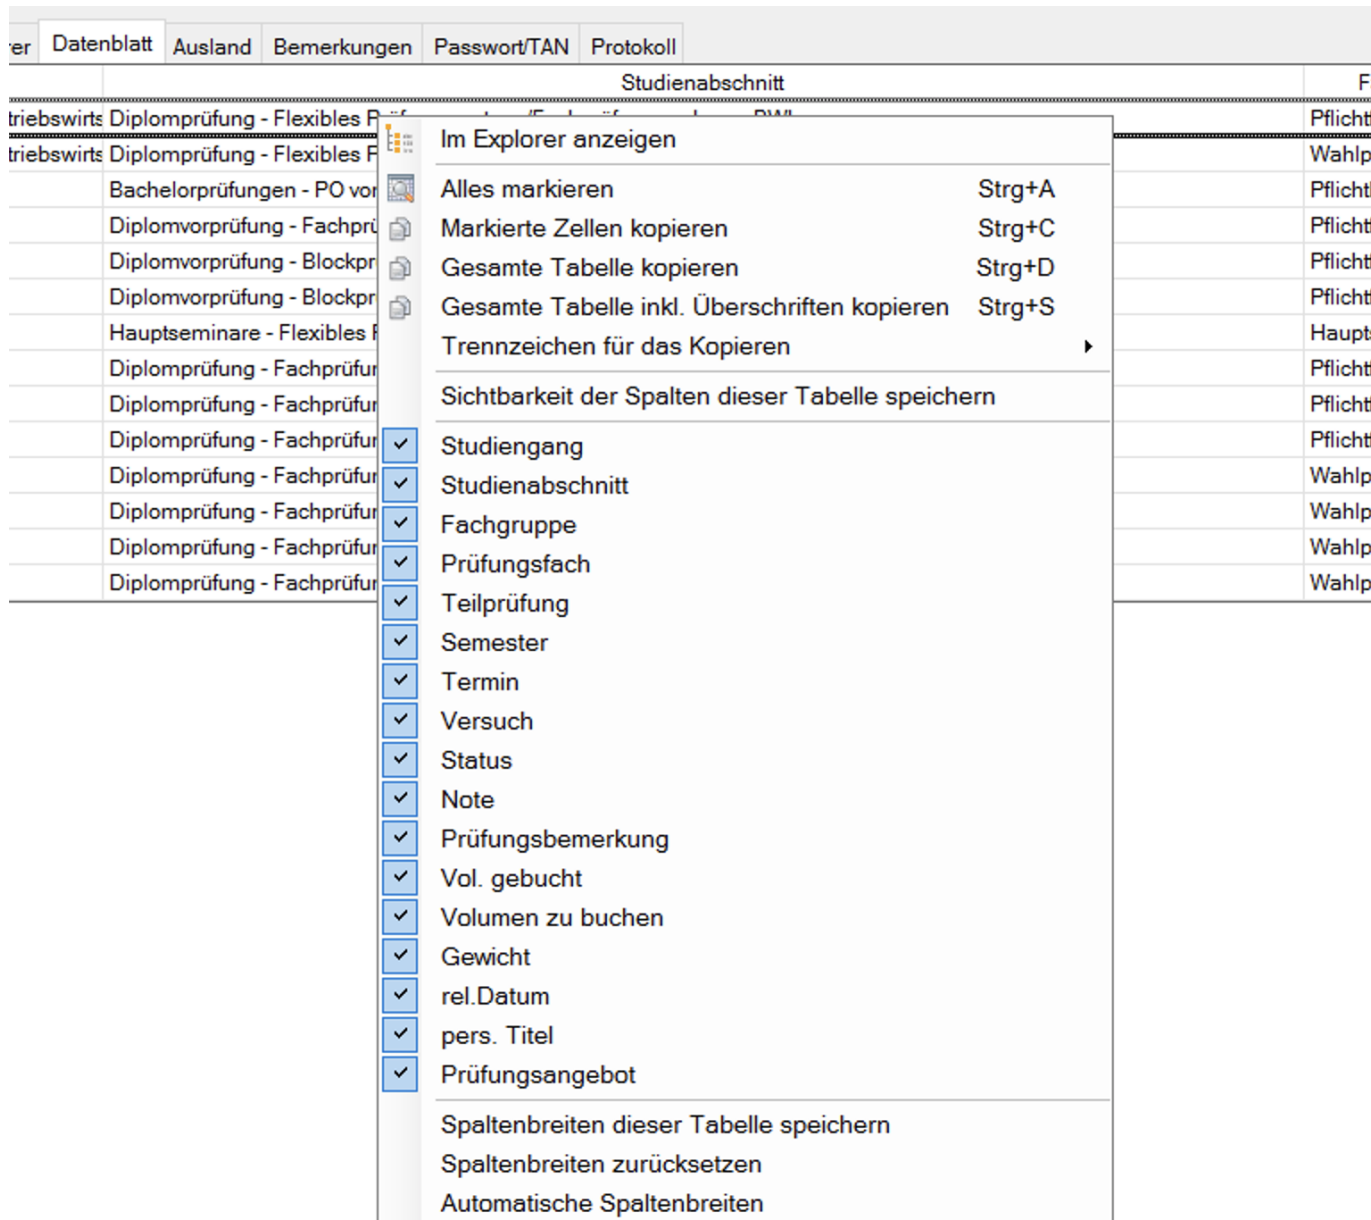 rer Datenblatt Ausland Bemerkungen Passwort/TAN Protokoll
Studienabschnitt F
triebswirts Diplomprüfung - Flexibles Pflicht
triebswirts Diplomprüfung - Flexibles F Wahlp
Bachelorprüfungen - PO vor Pflicht
Diplomvorprüfung - Fachprü Pflicht
Diplomvorprüfung - Blockpr Pflicht
Diplomvorprüfung - Blockpr Pflicht
Hauptseminare - Flexibles F Haupts
Diplomprüfung - Fachprüfur Pflicht
Diplomprüfung - Fachprüfur Pflicht
Diplomprüfung - Fachprüfur Pflicht
Diplomprüfung - Fachprüfur Wahlp
Diplomprüfung - Fachprüfur Wahlp
Diplomprüfung - Fachprüfur Wahlp
Diplomprüfung - Fachprüfur Wahlp
Im Explorer anzeigen
Alles markieren Strg+A
Markierte Zellen kopieren Strg+C
Gesamte Tabelle kopieren Strg+D
Gesamte Tabelle inkl. Überschriften kopieren Strg+S
Trennzeichen für das Kopieren
Sichtbarkeit der Spalten dieser Tabelle speichern
Studiengang
Studienabschnitt
Fachgruppe
Prüfungsfach
Teilprüfung
Semester
Termin
Versuch
Status
Note
Prüfungsbemerkung
Vol. gebucht
Volumen zu buchen
Gewicht
rel.Datum
pers. Titel
Prüfungsangebot
Spaltenbreiten dieser Tabelle speichern
Spaltenbreiten zurücksetzen
Automatische Spaltenbreiten